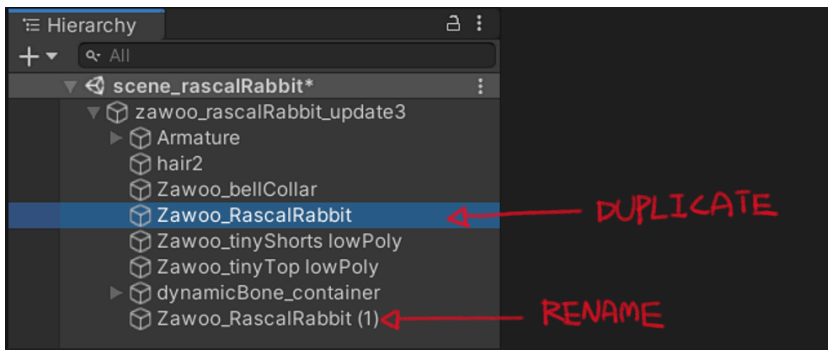 Hierarchy
All
scene_rascalRabbit*
zawoo_rascalRabbit_update3
Armature
hair2
Zawoo_bellCollar
Zawoo_RascalRabbit DUPLICATE
Zawoo_tinyShorts lowPoly
Zawoo_tinyTop lowPoly
dynamicBone_container
Zawoo_RascalRabbit (1) RENAME